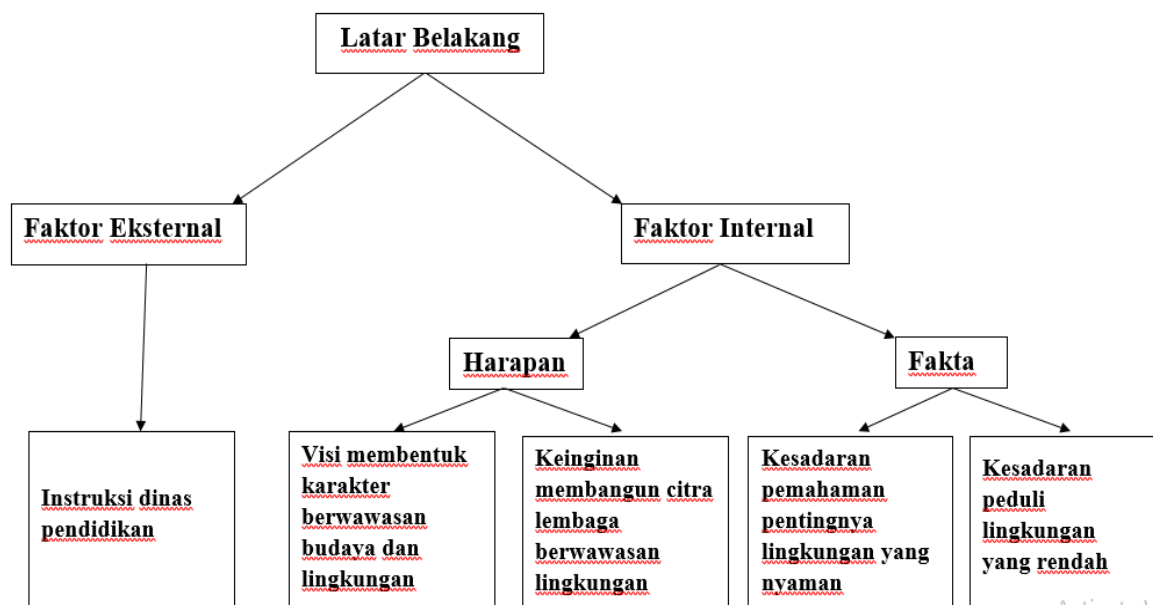 Latar Belakang
Faktor Eksternal
Faktor Internal
Harapan
Fakta
Instruksi dinas
pendidikan
Visi membentuk
karakter
berwawasan
budaya dan
lingkungan
Keinginan
membangun citra
lembaga
berwawasan
lingkungan
Kesadaran
pemahaman
pentingnya
lingkungan yang
nyaman
Kesadaran
peduli
lingkungan
yang rendah